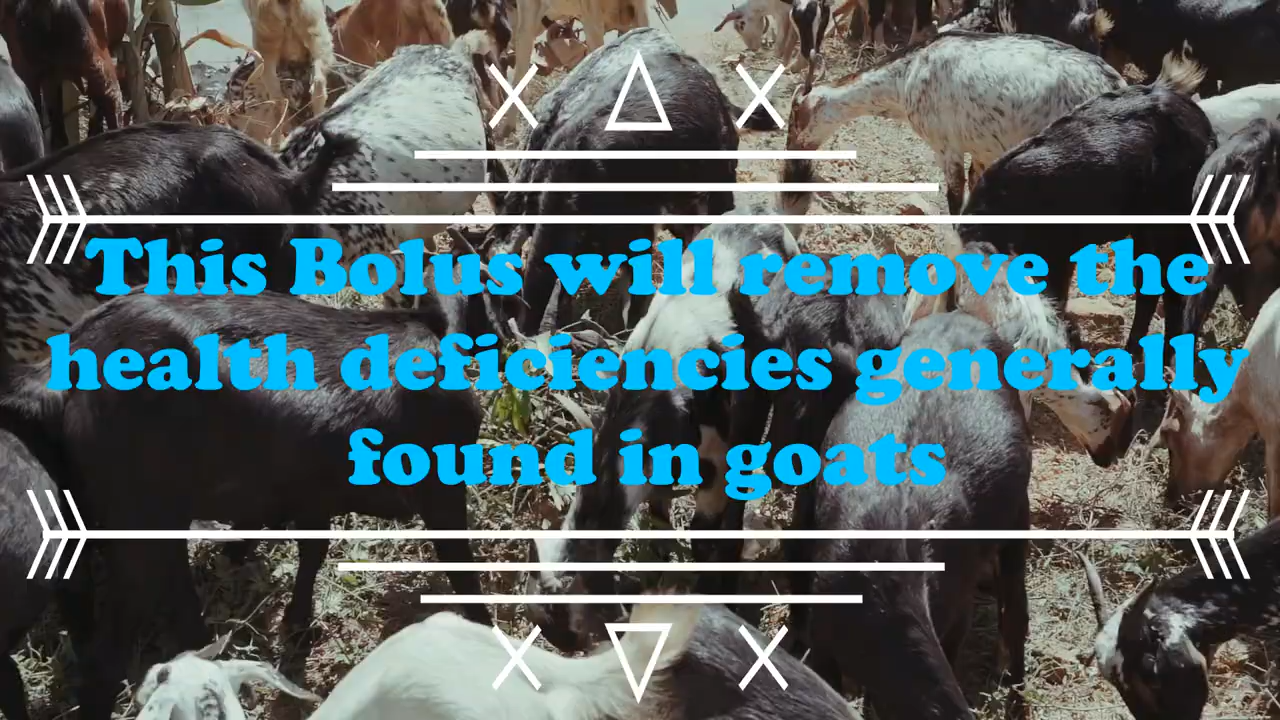 This Bolus will remove the
health deficiencies generally
found in goats